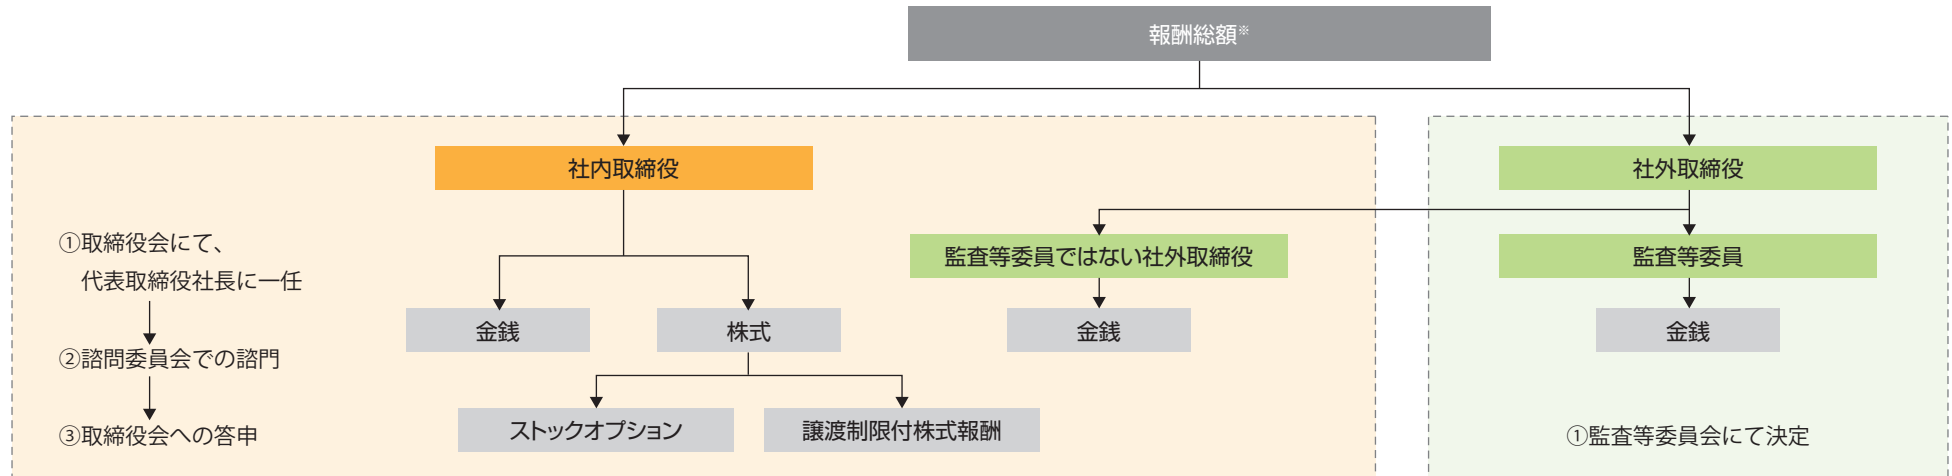 報酬総額※
社内取締役
社外取締役
①取締役会にて、
代表取締役社長に一任
②諮問委員会での諮門
③取締役会への答申
監査等委員ではない社外取締役
監査等委員
金銭
株式
金銭
金銭
ストックオプション
譲渡制限付株式報酬
①監査等委員会にて決定